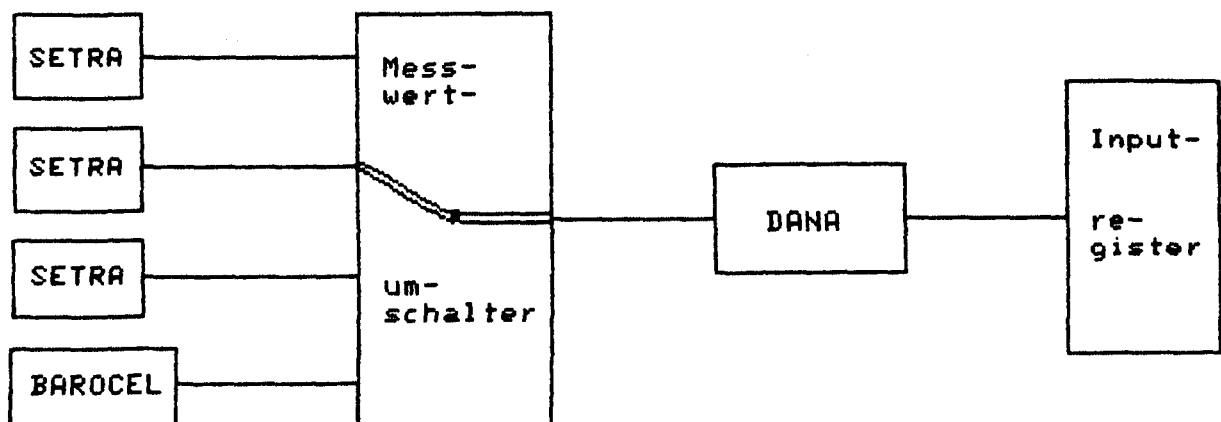 SETRA
SETRA
SETRA
BAROCEL
Mess-
wert-
um-
schalter
DANA
Input-
re-
gister